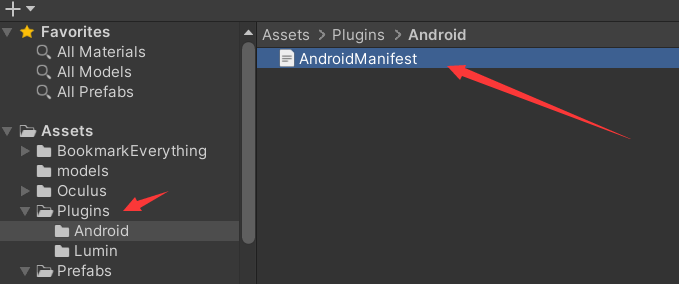 Favorites
All Materials
All Models
All Prefabs
Assets
BookmarkEverything
models
Oculus
Plugins
Android
Lumin
Prefabs
Assets > Plugins > Android
AndroidManifest